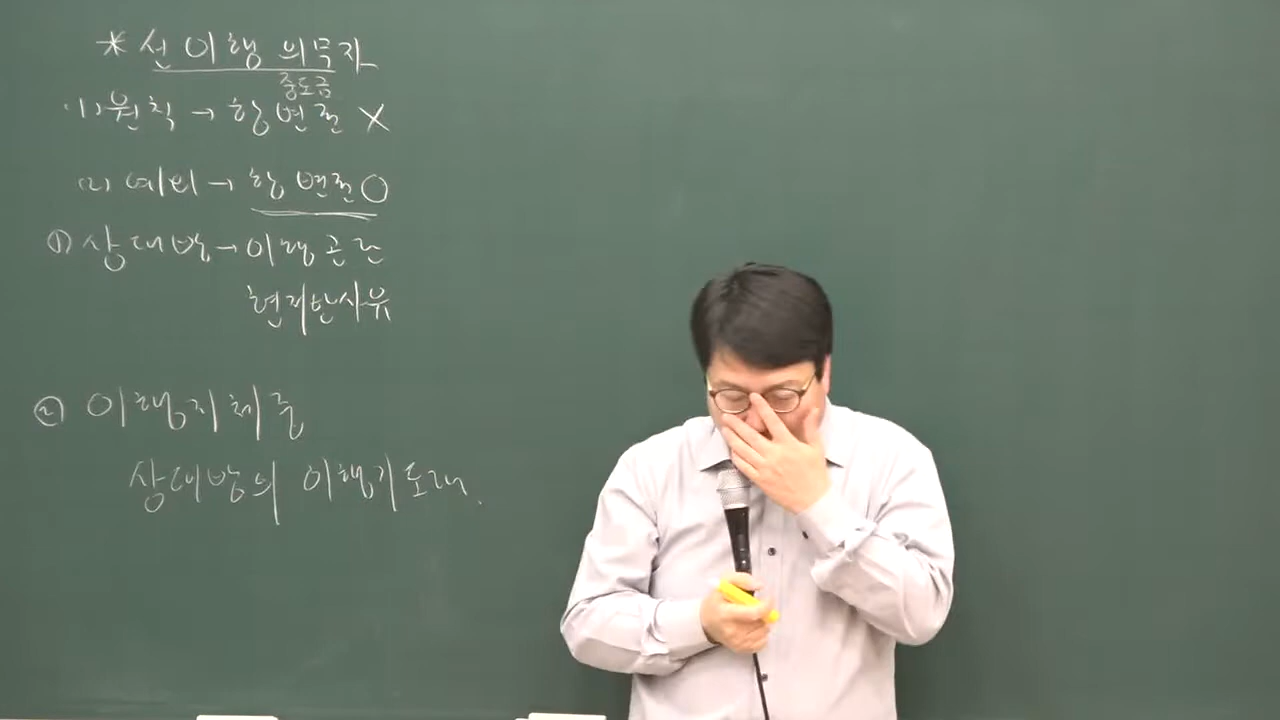 * 선이행 의무자
중도금
(1) 원칙 → 항변권 X
(2) 예외 → 항변권 O
① 상대방 → 이행곤란
현저한사유
② 이행지체중
상대방의 이행기도래.